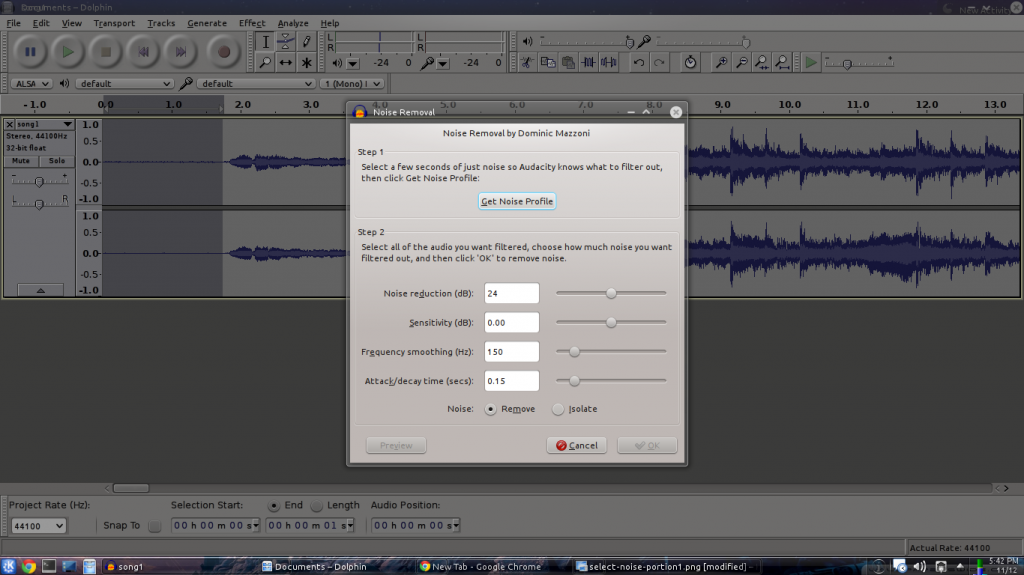 Documents – Dolphin
New Activity
File Edit View Transport Tracks Generate Effect Analyze Help
L
R
-24 0
L
R
-24 0
ALSA default default 1 (Mono) I
- 1.0 0.0 1.0 2.0 3.0 4.0 5.0 6.0 7.0 8.0 9.0 10.0 11.0 12.0 13.0
song1
Stereo, 44100Hz
32-bit float
Mute Solo
- +
L R
1.0
0.5-
0.0-
-0.5-
-1.0
1.0
0.5-
0.0-
-0.5-
-1.0
Noise Removal
Noise Removal by Dominic Mazzoni
Step 1
Select a few seconds of just noise so Audacity knows what to filter out,
then click Get Noise Profile:
Get Noise Profile
Step 2
Select all of the audio you want filtered, choose how much noise you want
filtered out, and then click 'OK' to remove noise.
Noise reduction (dB): 24
Sensitivity (dB): 0.00
Frequency smoothing (Hz): 150
Attack/decay time (secs): 0.15
Noise: Remove Isolate
Preview Cancel OK
Project Rate (Hz): Selection Start: End Length Audio Position:
44100 Snap To 00 h 00 m 00 s 00 h 00 m 01 s 00 h 00 m 00 s
Actual Rate: 44100
song1 Documents – Dolphin New Tab - Google Chrome select-noise-portion1.png [modified] 5:42 PM
11/12